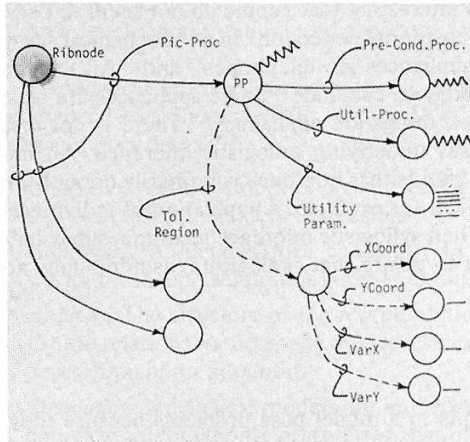 Ribnode
Pic-Proc
Pre-Cond.Proc.
PP
Util-Proc.
Tol.
Region
Utility
Param.
XCoord
YCoord
VarX
VarY